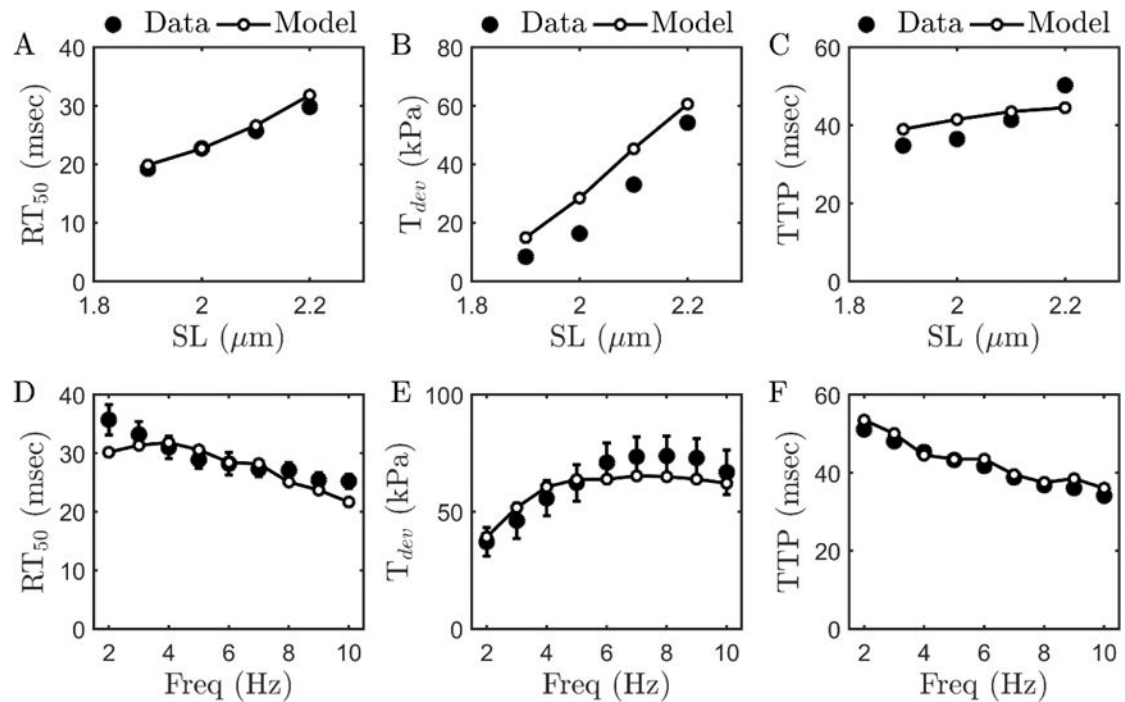 Data Model Data Model Data Model
A
40
30
20
10
0
RT50 (msec)
1.8 2 2.2
SL (μm)
B
80
60
40
20
0
Tdev (kPa)
1.8 2 2.2
SL (μm)
C
60
40
20
0
TTP (msec)
1.8 2 2.2
SL (μm)
D
40
30
20
10
0
RT50 (msec)
2 4 6 8 10
Freq (Hz)
E
100
50
0
Tdev (kPa)
2 4 6 8 10
Freq (Hz)
F
60
40
20
0
TTP (msec)
2 4 6 8 10
Freq (Hz)